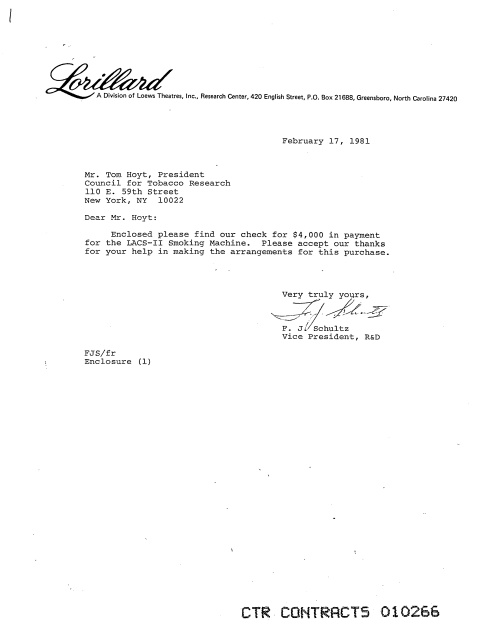 Lorillard
A Division of Loews Theatres, Inc., Research Center, 420 English Street, P.O. Box 21688, Greensboro, North Carolina 27420
February 17, 1981
Mr. Tom Hoyt, President
Council for Tobacco Research
110 E. 59th Street
New York, NY 10022
Dear Mr. Hoyt:
Enclosed please find our check for $4,000 in payment
for the LACS-II Smoking Machine. Please accept our thanks
for your help in making the arrangements for this purchase.
Very truly yours,
F. J. Schultz
Vice President, R&D
FJS/fr
Enclosure (1)
CTR CONTRACTS 010266